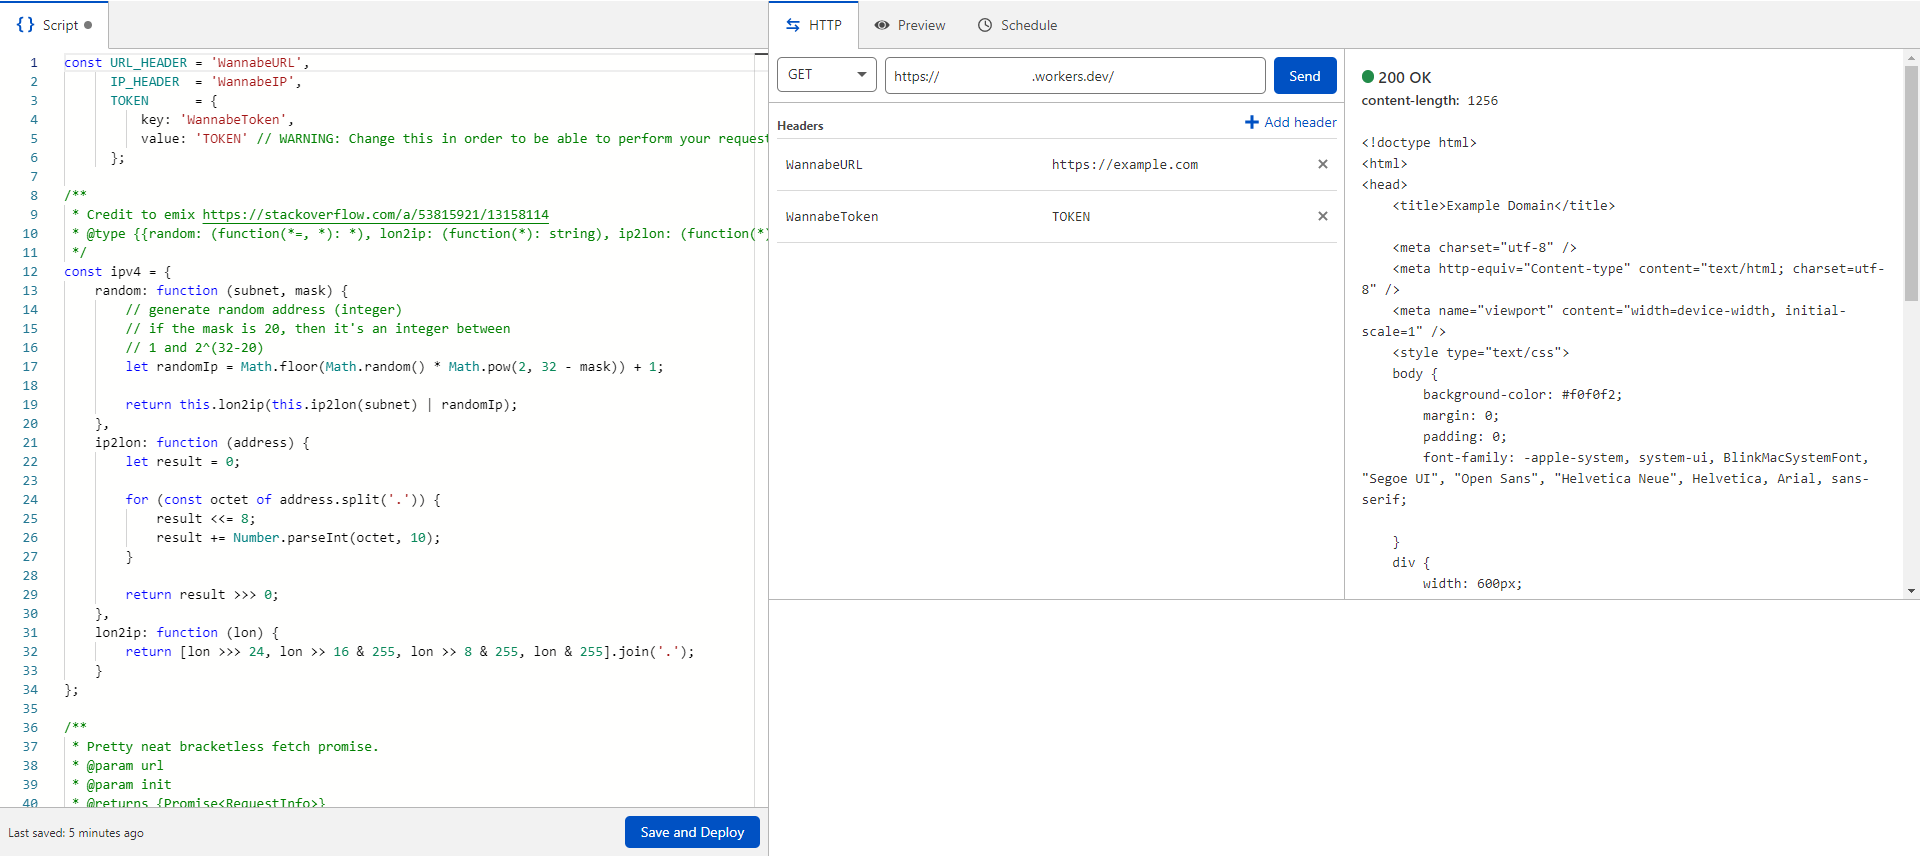 {} Script ●
1 const URL_HEADER = 'WannabeURL',
2 IP_HEADER = 'WannabeIP',
3 TOKEN = {
4 key: 'WannabeToken',
5 value: 'TOKEN' // WARNING: Change this in order to be able to perform your request
6 };
7
8 /**
9 * Credit to emix https://stackoverflow.com/a/53815921/13158114
10 * @type {{random: (function(*=, *): *), lon2ip: (function(*): string), ip2lon: (function(*)
11 */
12 const ipv4 = {
13 random: function (subnet, mask) {
14 // generate random address (integer)
15 // if the mask is 20, then it's an integer between
16 // 1 and 2^(32-20)
17 let randomIp = Math.floor(Math.random() * Math.pow(2, 32 - mask)) + 1;
18
19 return this.lon2ip(this.ip2lon(subnet) | randomIp);
20 },
21 ip2lon: function (address) {
22 let result = 0;
23
24 for (const octet of address.split('.')) {
25 result <<= 8;
26 result += Number.parseInt(octet, 10);
27 }
28
29 return result >>> 0;
30 },
31 lon2ip: function (lon) {
32 return [lon >>> 24, lon >> 16 & 255, lon >> 8 & 255, lon & 255].join('.');
33 }
34 };
35
36 /**
37 * Pretty neat bracketless fetch promise.
38 * @param url
39 * @param init
40 * @returns {Promise<RequestInfo>}
Last saved: 5 minutes ago
Save and Deploy
HTTP Preview Schedule
GET https:// .workers.dev/ Send
Headers + Add header
WannabeURL https://example.com ×
WannabeToken TOKEN ×
200 OK
content-length: 1256
<!doctype html>
<html>
<head>
<title>Example Domain</title>
<meta charset="utf-8" />
<meta http-equiv="Content-type" content="text/html; charset=utf-
8" />
<meta name="viewport" content="width=device-width, initial-
scale=1" />
<style type="text/css">
body {
background-color: #f0f0f2;
margin: 0;
padding: 0;
font-family: -apple-system, system-ui, BlinkMacSystemFont,
"Segoe UI", "Open Sans", "Helvetica Neue", Helvetica, Arial, sans-
serif;
}
div {
width: 600px;